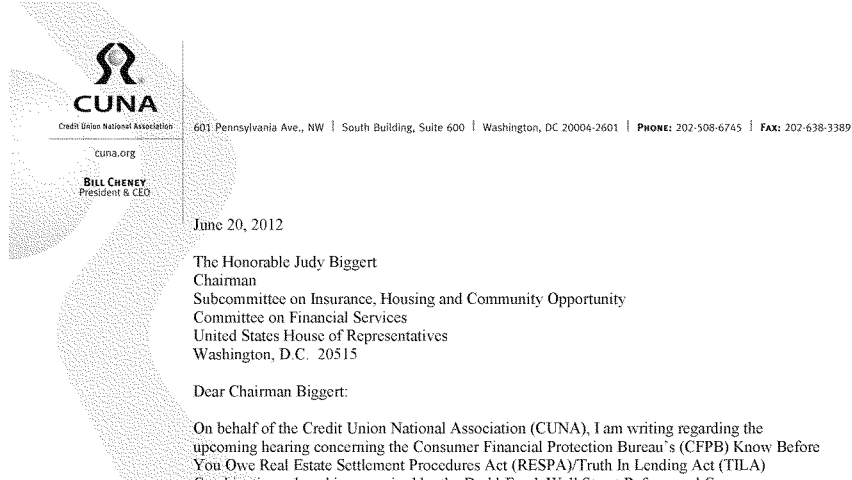 CUNA
Credit Union National Association
cuna.org
BILL CHENEY
President & CEO
601 Pennsylvania Ave., NW | South Building, Suite 600 | Washington, DC 20004-2601 | PHONE: 202-508-6745 | FAX: 202-638-3389
June 20, 2012
The Honorable Judy Biggert
Chairman
Subcommittee on Insurance, Housing and Community Opportunity
Committee on Financial Services
United States House of Representatives
Washington, D.C. 20515
Dear Chairman Biggert:
On behalf of the Credit Union National Association (CUNA), I am writing regarding the
upcoming hearing concerning the Consumer Financial Protection Bureau's (CFPB) Know Before
You Owe Real Estate Settlement Procedures Act (RESPA)/Truth In Lending Act (TILA)